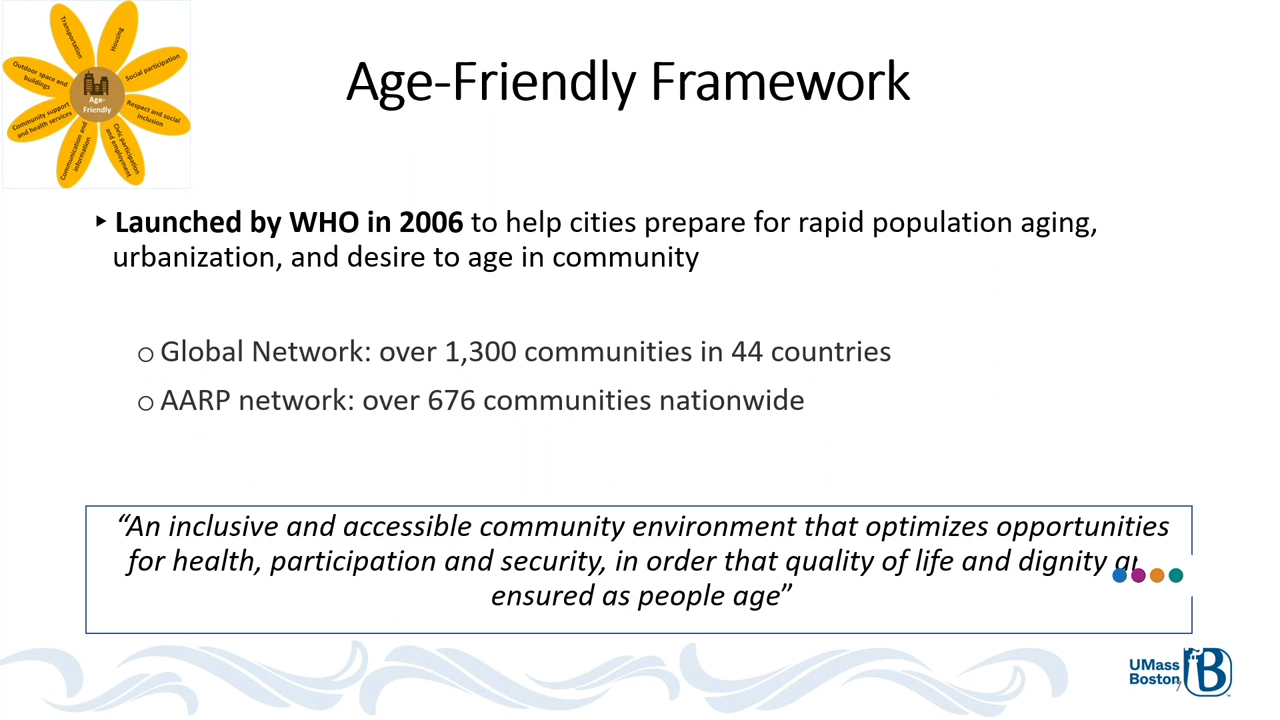 Transportation
Housing
Outdoor space and
buildings
Social participation
Age-
Friendly
Community support
and health services
Respect and social
inclusion
Communication and
information
Civic participation
and employment
Age-Friendly Framework
▸ Launched by WHO in 2006 to help cities prepare for rapid population aging,
urbanization, and desire to age in community
o Global Network: over 1,300 communities in 44 countries
o AARP network: over 676 communities nationwide
“An inclusive and accessible community environment that optimizes opportunities
for health, participation and security, in order that quality of life and dignity
ensured as people age”
UMass
Boston
B